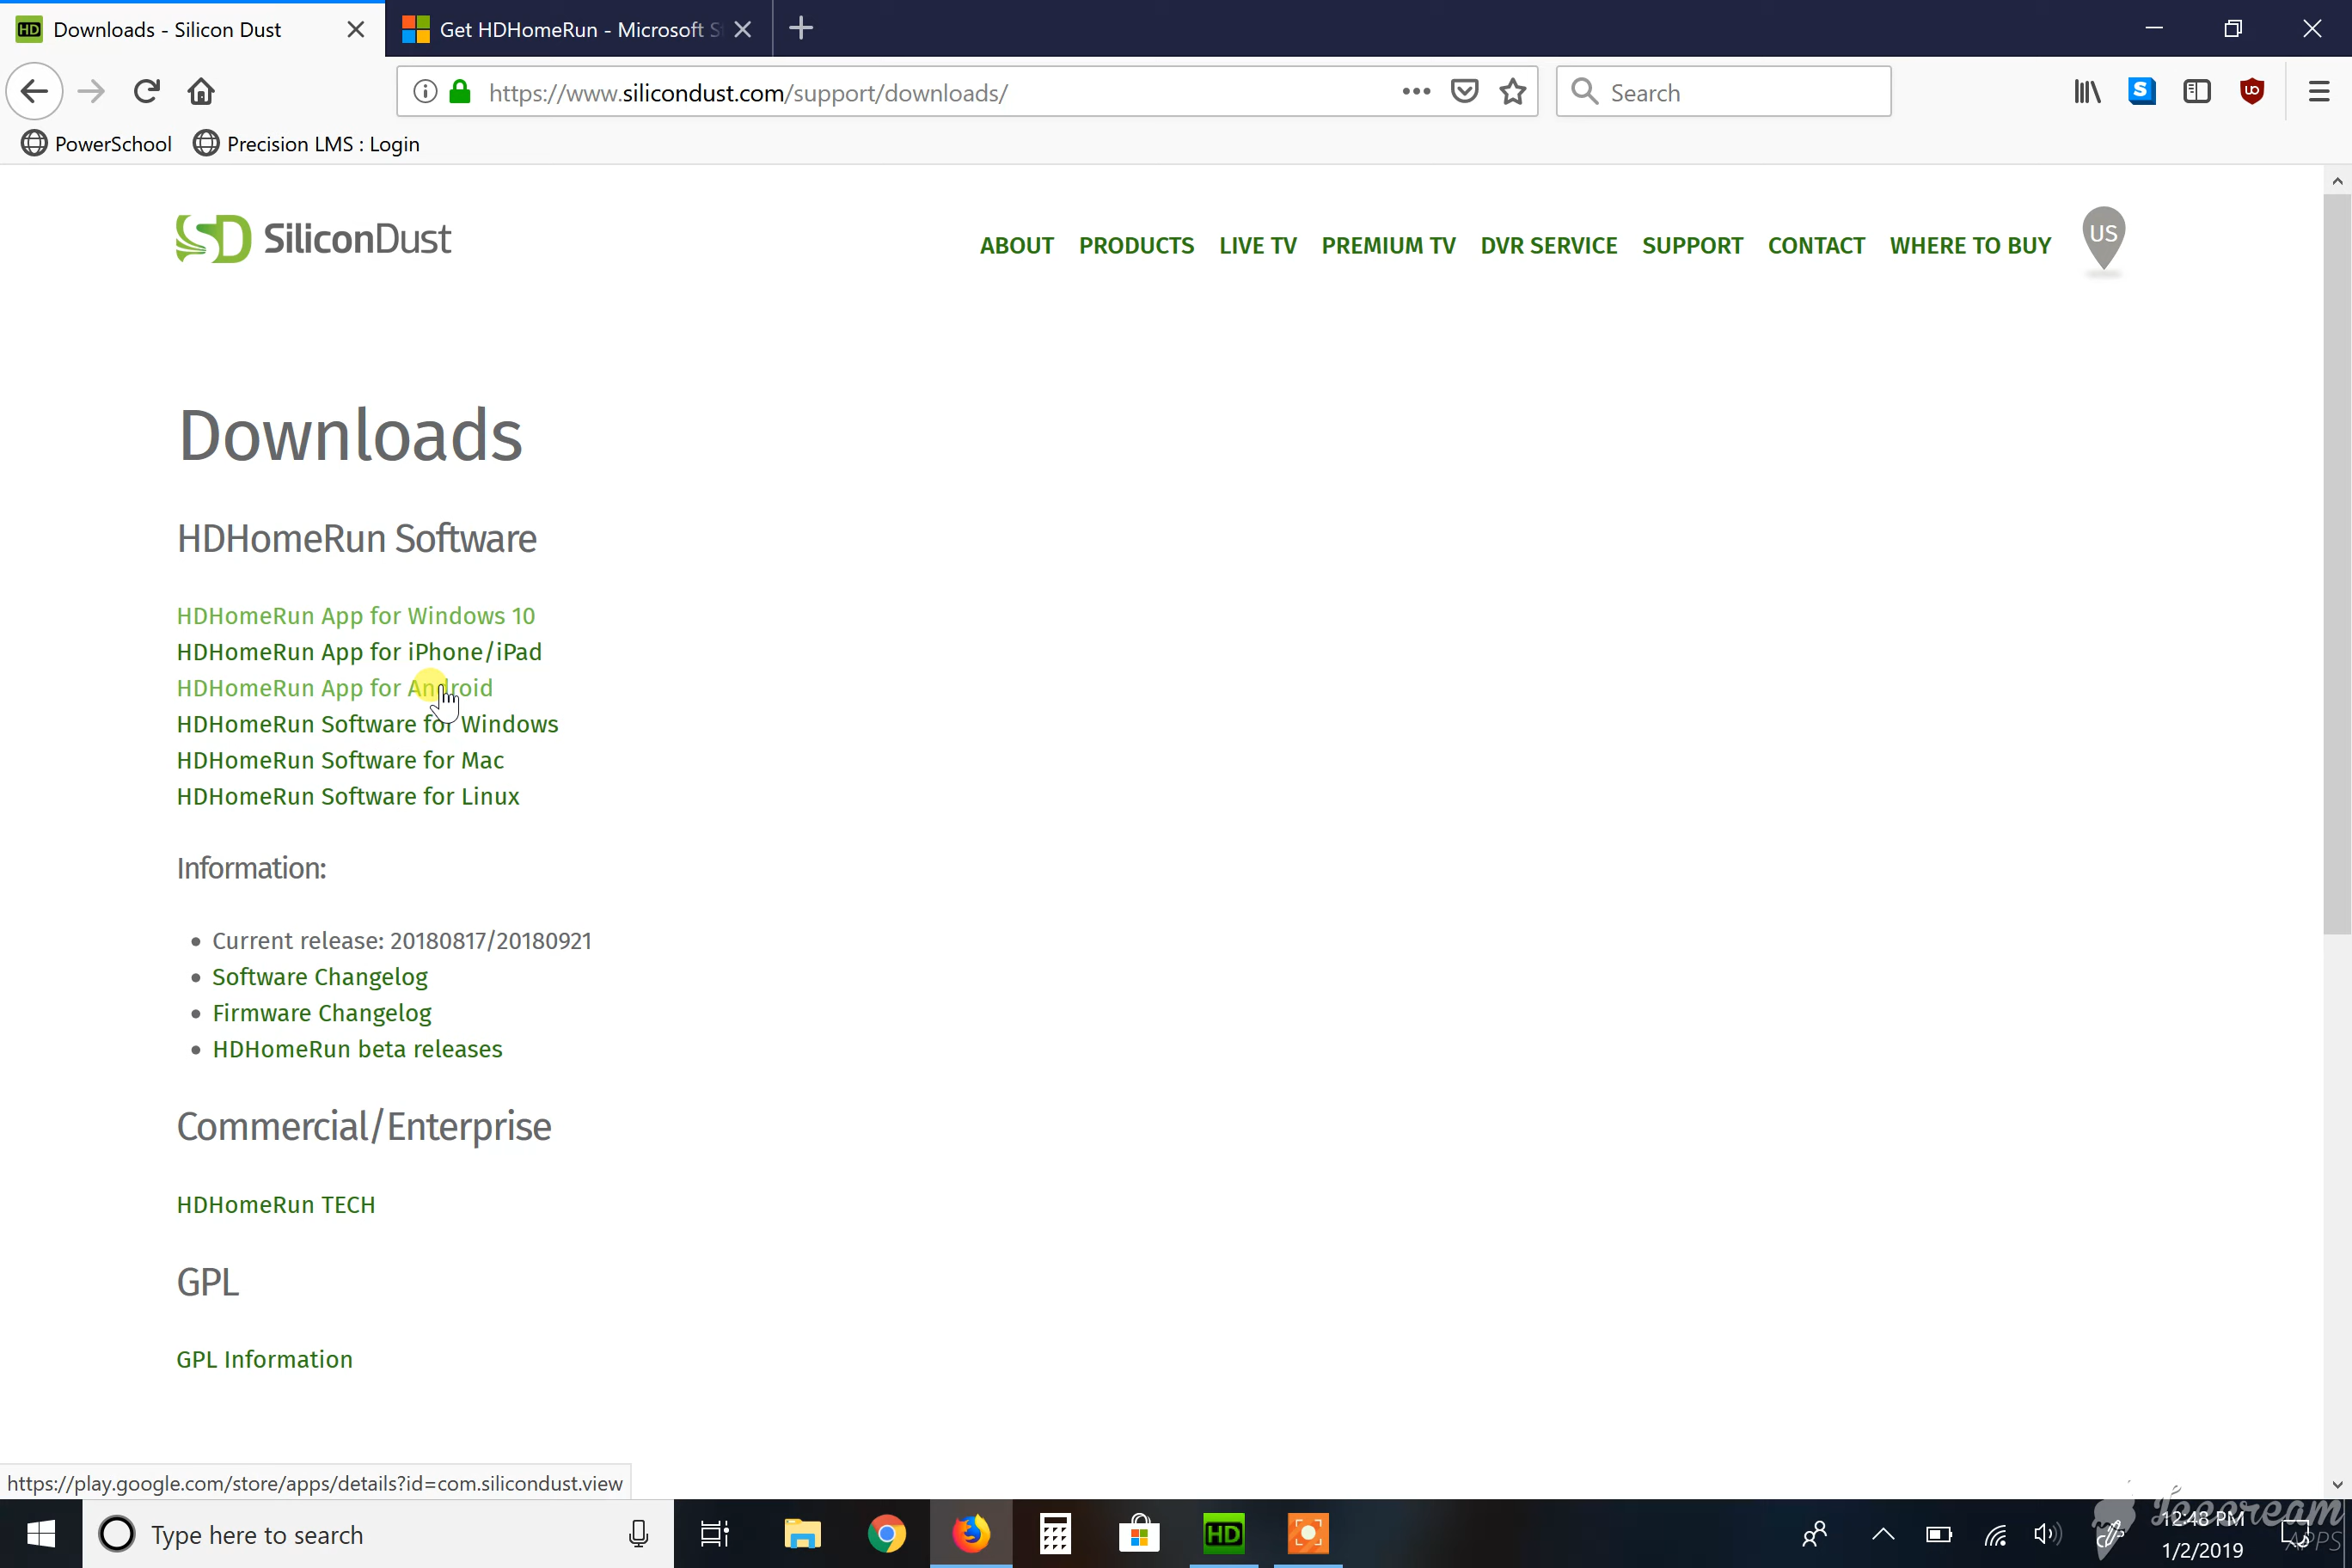 Downloads - Silicon Dust
Get HDHomeRun - Microsoft S
https://www.silicondust.com/support/downloads/
Search
PowerSchool
Precision LMS : Login
SD SiliconDust
ABOUT PRODUCTS LIVE TV PREMIUM TV DVR SERVICE SUPPORT CONTACT WHERE TO BUY US
Downloads
HDHomeRun Software
HDHomeRun App for Windows 10
HDHomeRun App for iPhone/iPad
HDHomeRun App for Android
HDHomeRun Software for Windows
HDHomeRun Software for Mac
HDHomeRun Software for Linux
Information:
Current release: 20180817/20180921
Software Changelog
Firmware Changelog
HDHomeRun beta releases
Commercial/Enterprise
HDHomeRun TECH
GPL
GPL Information
https://play.google.com/store/apps/details?id=com.silicondust.view
Type here to search
HD
Icecream
APPS
12:48 PM
1/2/2019